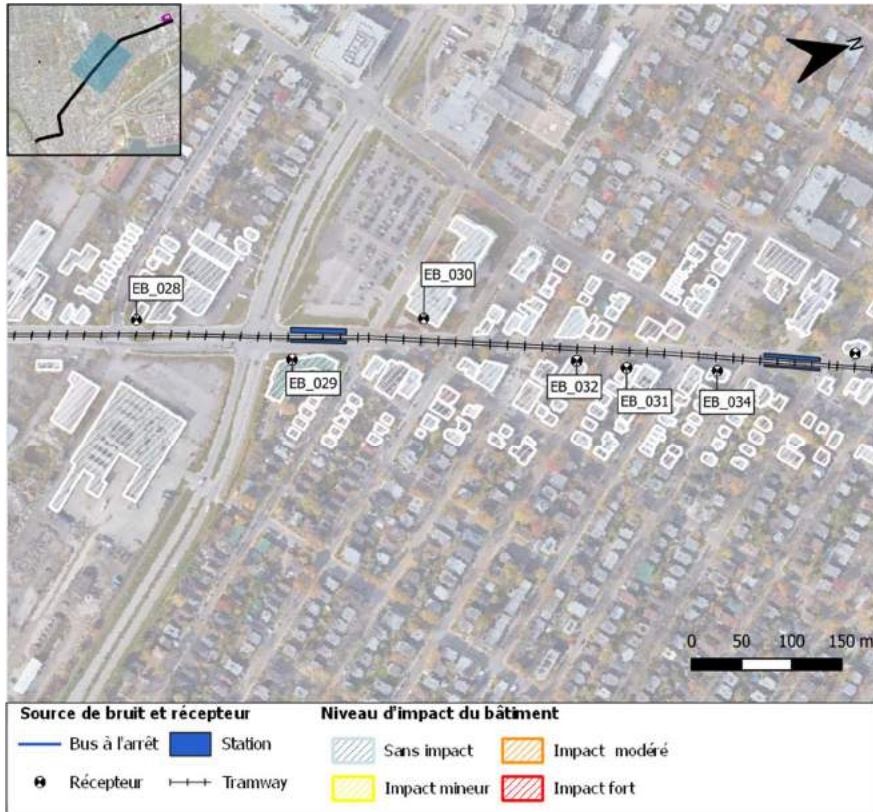 N
EB_028
EB_030
EB_029
EB_032
EB_031
EB_034
0 50 100 150 m
Source de bruit et récepteur
Niveau d'impact du bâtiment
Bus à l'arrêt
Station
Sans impact
Impact modéré
Récepteur
Tramway
Impact mineur
Impact fort